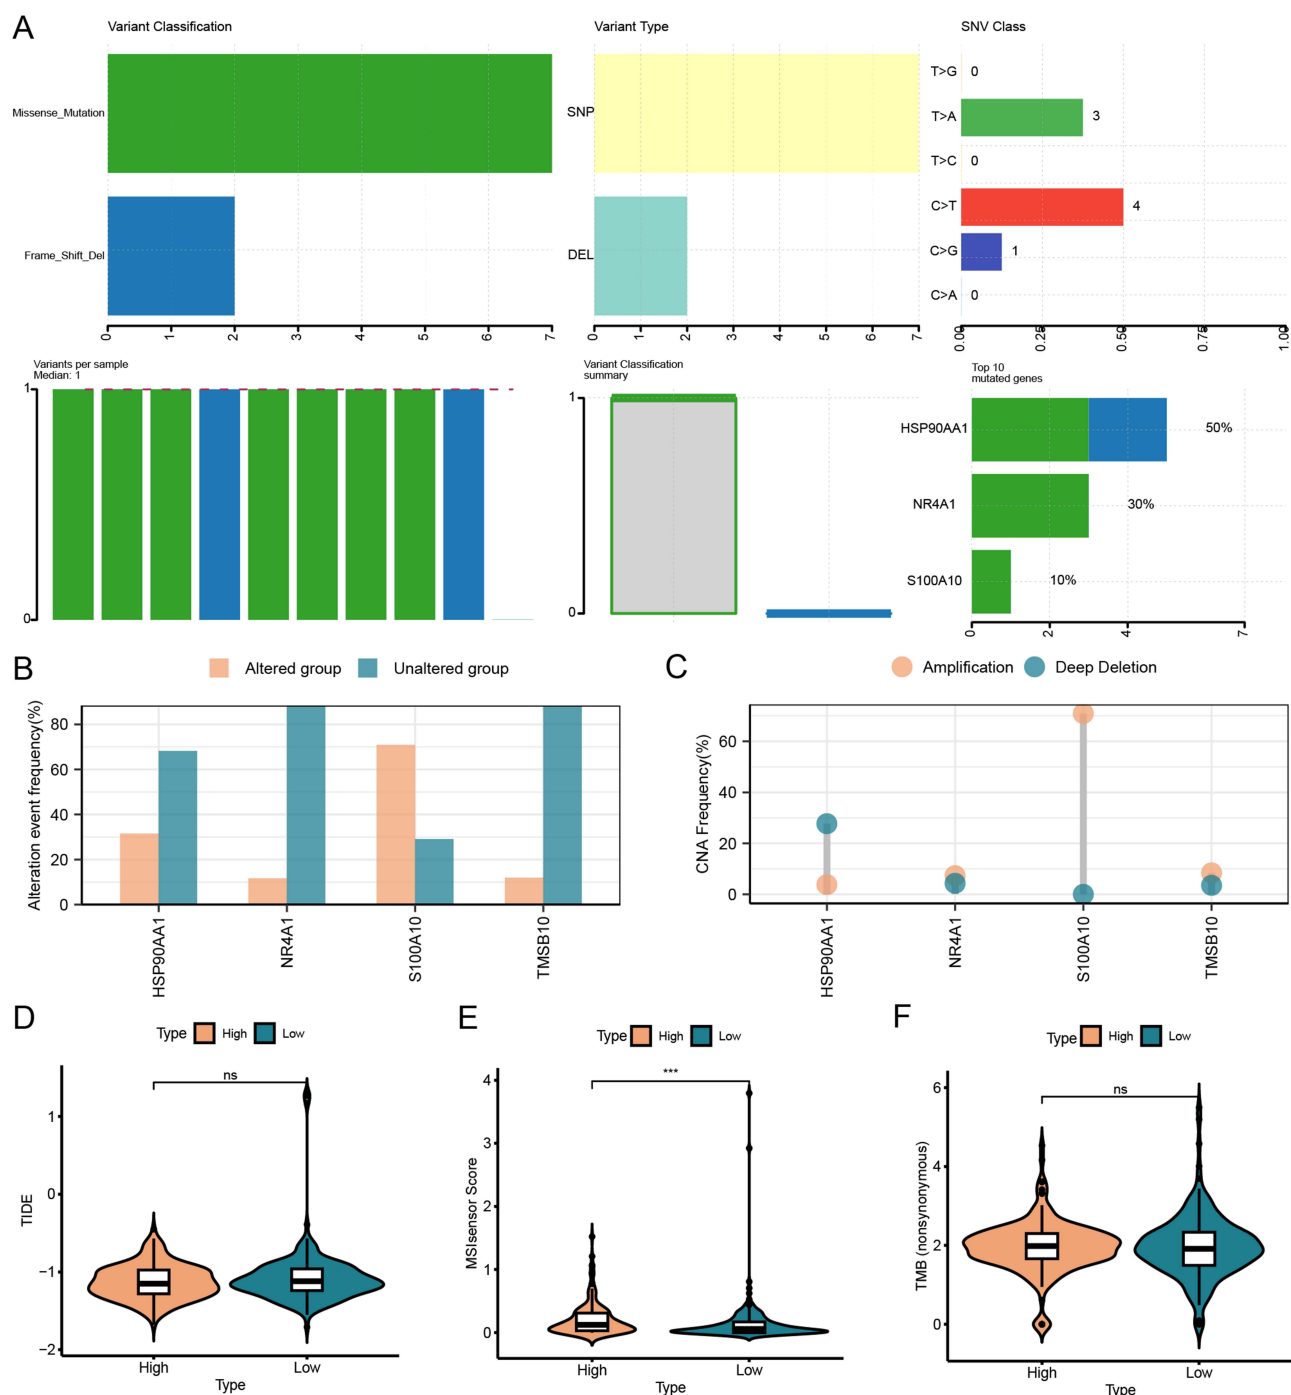 A
Variant Classification
Missense_Mutation
Frame_Shift_Del
0 1 2 3 4 5 6 7
Variant Type
SNP
DEL
0 1 2 3 4 5 6 7
SNV Class
T>G 0
T>A 3
T>C 0
C>T 4
C>G 1
C>A 0
0.00 0.25 0.50 0.75 1.00
Variants per sample
Median: 1
1
0
Variant Classification
summary
1
0
Top 10
mutated genes
HSP90AA1 50%
NR4A1 30%
S100A10 10%
0 2 4 7
B
Altered group Unaltered group
Alteration event frequency(%)
80
60
40
20
0
HSP90AA1 NR4A1 S100A10 TMSB10
C
Amplification Deep Deletion
CNA Frequency(%)
60
40
20
0
HSP90AA1 NR4A1 S100A10 TMSB10
D
Type High Low
ns
TIDE
1
0
−1
−2
High Low
Type
E
Type High Low
***
MSIsensor Score
4
3
2
1
0
High Low
Type
F
Type High Low
ns
TMB (nonsynonymous)
6
4
2
0
High Low
Type